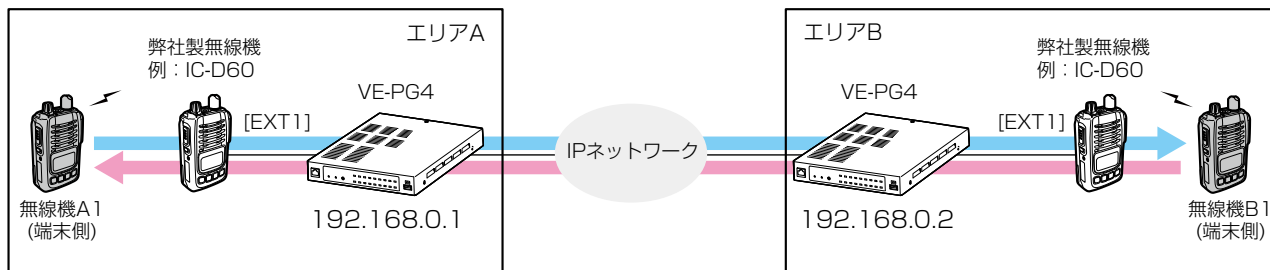 エリアA
弊社製無線機
例：IC-D60
VE-PG4
[EXT1]
無線機A1
(端末側)
192.168.0.1
IPネットワーク
エリアB
弊社製無線機
例：IC-D60
VE-PG4
[EXT1]
192.168.0.2
無線機B1
(端末側)